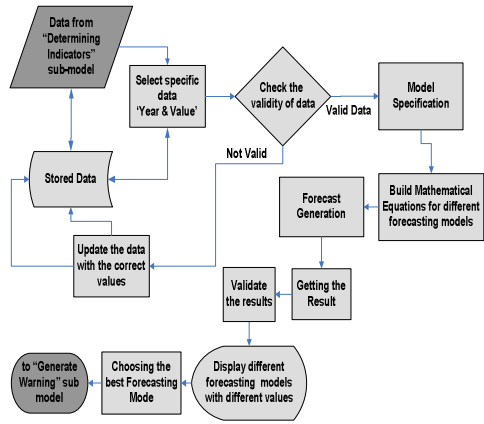 Data from
“Determining
Indicators”
sub-model
Select specific
data
‘Year & Value’
Check the
validity of data
Valid Data
Model
Specification
Not Valid
Stored Data
Update the data
with the correct
values
Forecast
Generation
Build Mathematical
Equations for different
forecasting models
Validate
the results
Getting the
Result
to “Generate
Warning” sub
model
Choosing the
best Forecasting
Mode
Display different
forecasting models
with different values